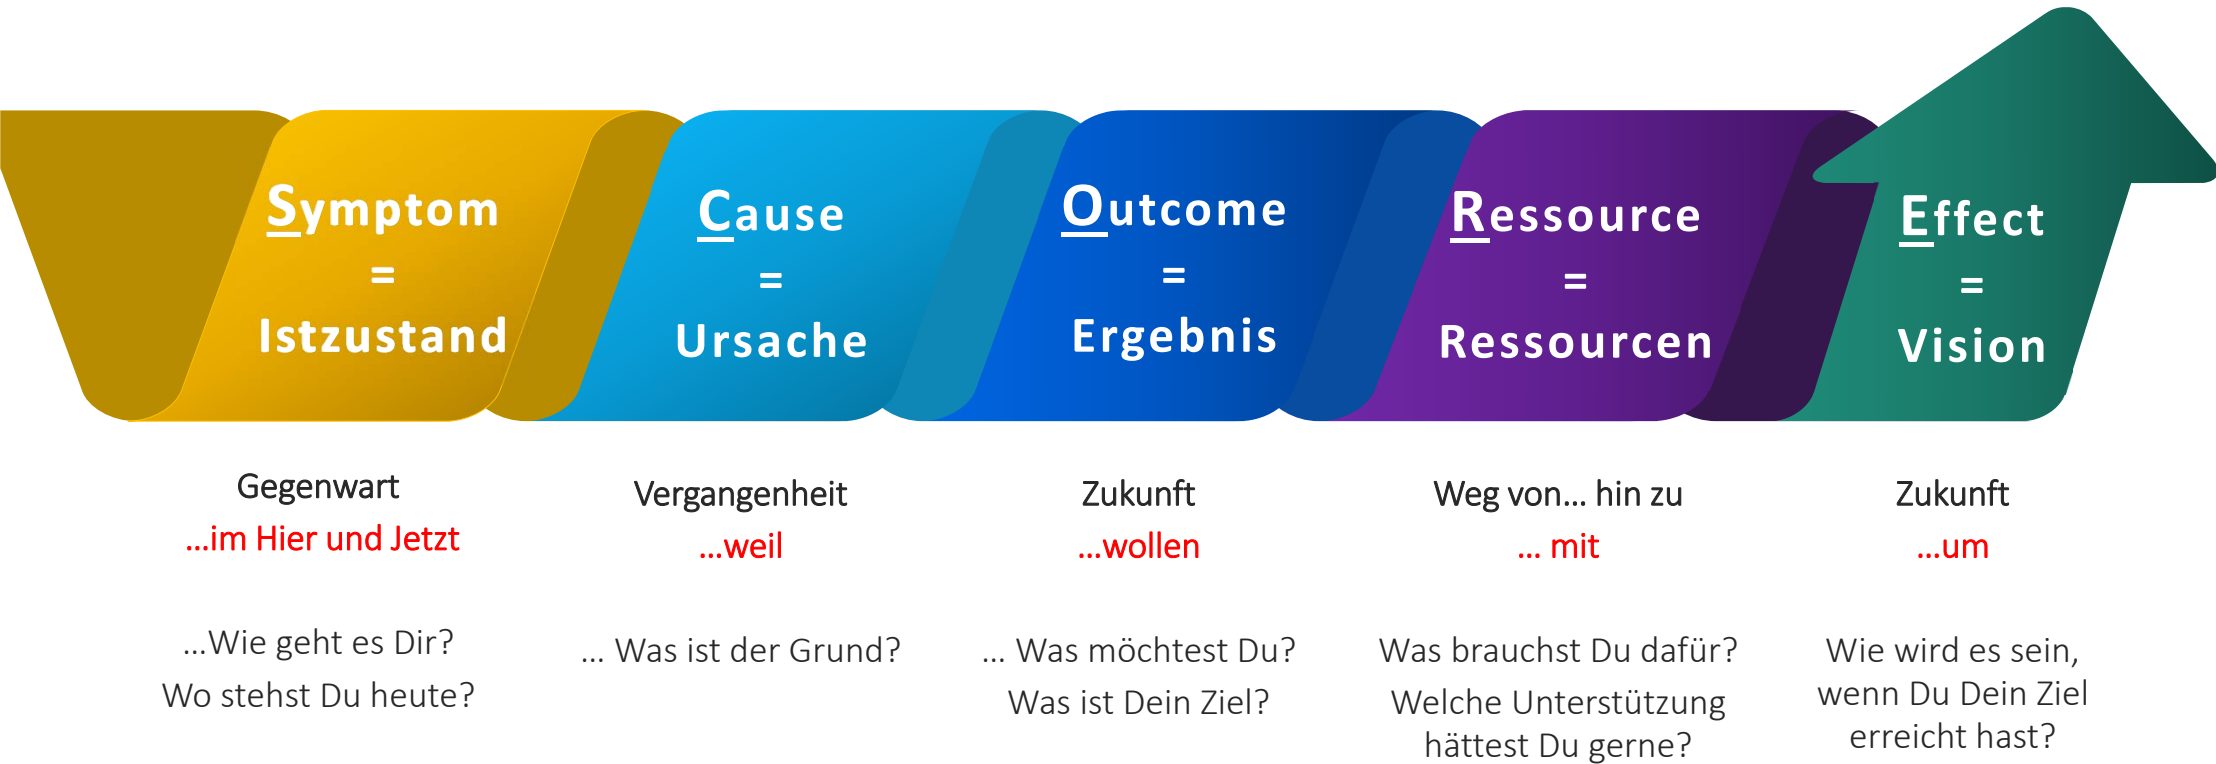 Symptom
=
Istzustand
Cause
=
Ursache
Outcome
=
Ergebnis
Ressource
=
Ressourcen
Effect
=
Vision
Gegenwart
...im Hier und Jetzt
...Wie geht es Dir?
Wo stehst Du heute?
Vergangenheit
...weil
... Was ist der Grund?
Zukunft
...wollen
... Was möchtest Du?
Was ist Dein Ziel?
Weg von... hin zu
... mit
Was brauchst Du dafür?
Welche Unterstützung
hättest Du gerne?
Zukunft
...um
Wie wird es sein,
wenn Du Dein Ziel
erreicht hast?